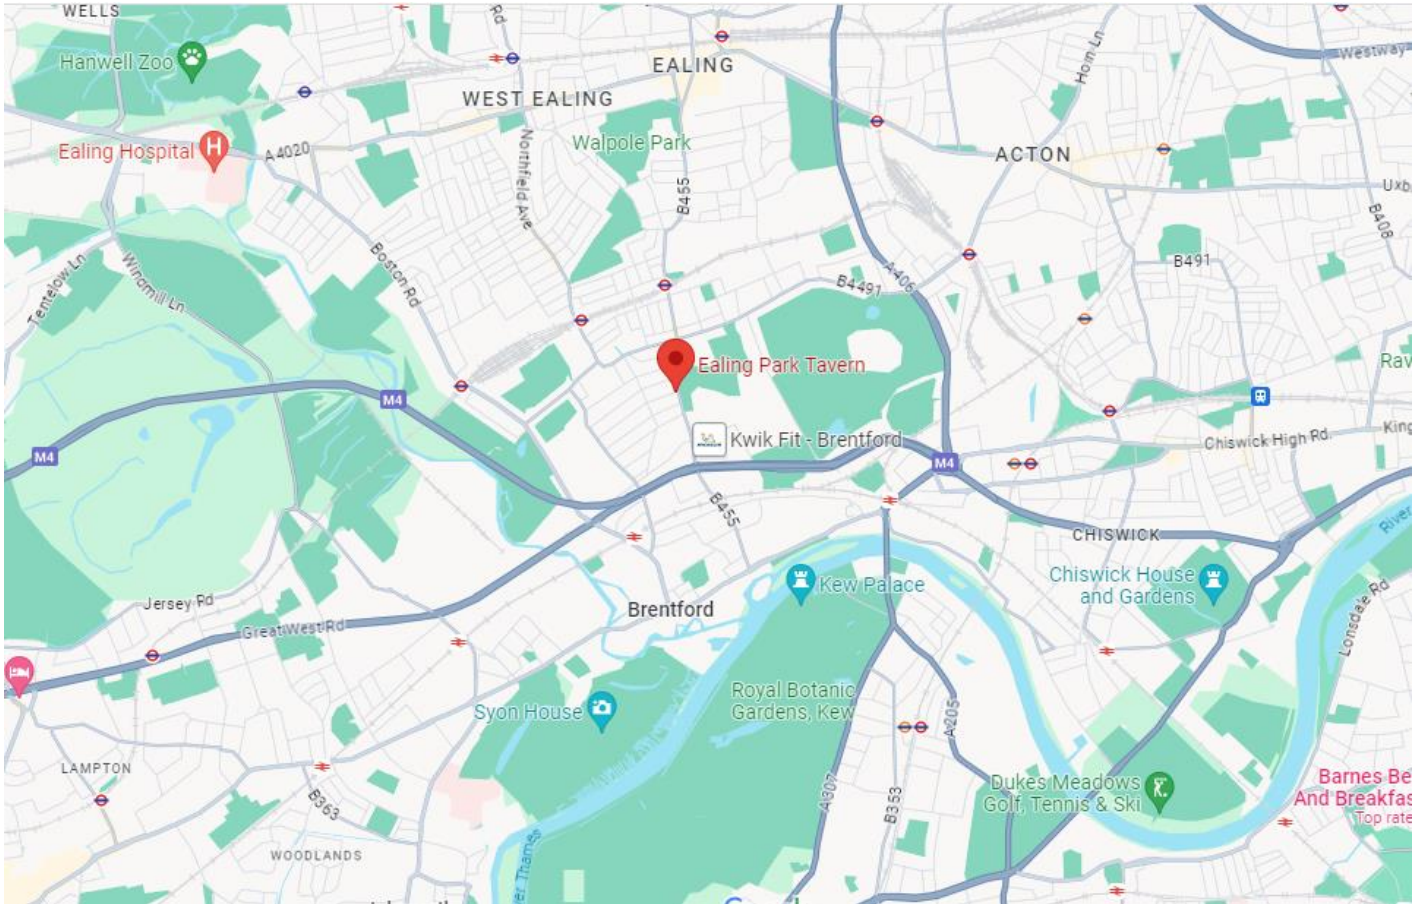 WELLS
Rd
Hanwell Zoo
EALING
Westway
Horn Ln
WEST EALING
Northfield Ave
Walpole Park
Ealing Hospital
H
A4020
ACTON
B455
Uxb
B408
Boston Rd
Tentelow Ln
Windmill Ln
B491
A406
B4491
Ealing Park Tavern
Rav
M4
Kwik Fit - Brentford
Chiswick High Rd
King
M4
M4
B455
River
CHISWICK
Kew Palace
Chiswick House
and Gardens
Jersey Rd
Brentford
Great West Rd
Lonsdale Rd
Royal Botanic
Gardens, Kew
Syon House
A205
LAMPTON
Dukes Meadows
Golf, Tennis & Ski
Barnes Be
And Breakfas
Top rate
A307
B353
B363
WOODLANDS
er Thames